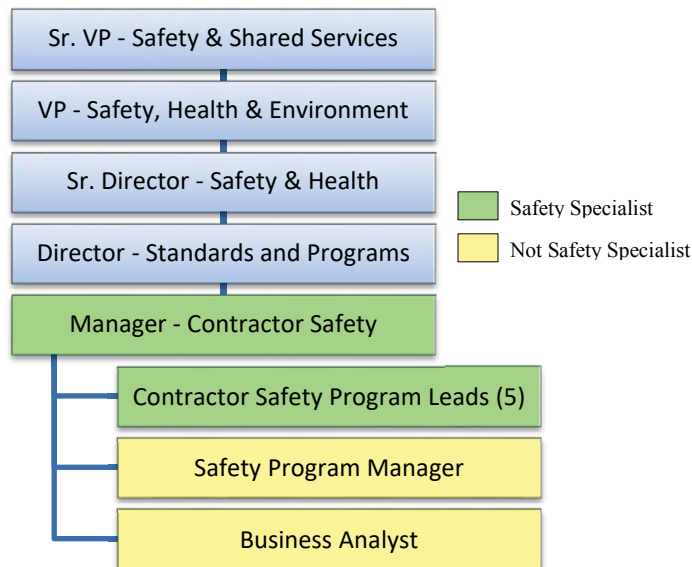 Sr. VP - Safety & Shared Services
VP - Safety, Health & Environment
Sr. Director - Safety & Health
Director - Standards and Programs
Manager - Contractor Safety
Contractor Safety Program Leads (5)
Safety Program Manager
Business Analyst
Safety Specialist
Not Safety Specialist